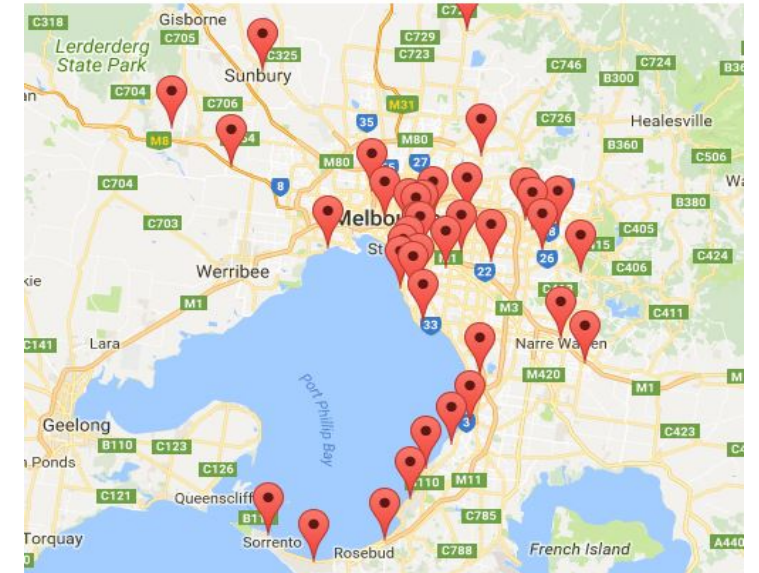 C318
Gisborne
C705
C729
C723
Lerderderg
State Park
C325
Sunbury
C746
C724
B300
C704
C706
M31
C726
Healesville
35
M80
M8
M80
27
B360
C506
8
C704
B380
C703
C405
26
C424
22
C406
Werribee
M1
M3
C411
33
C141
Lara
Narre
M420
M1
Port Phillip Bay
Geelong
3
C423
B110
C123
C126
M11
C121
Queenscliff
C785
Torquay
Sorrento
Rosebud
C788
French Island
A440